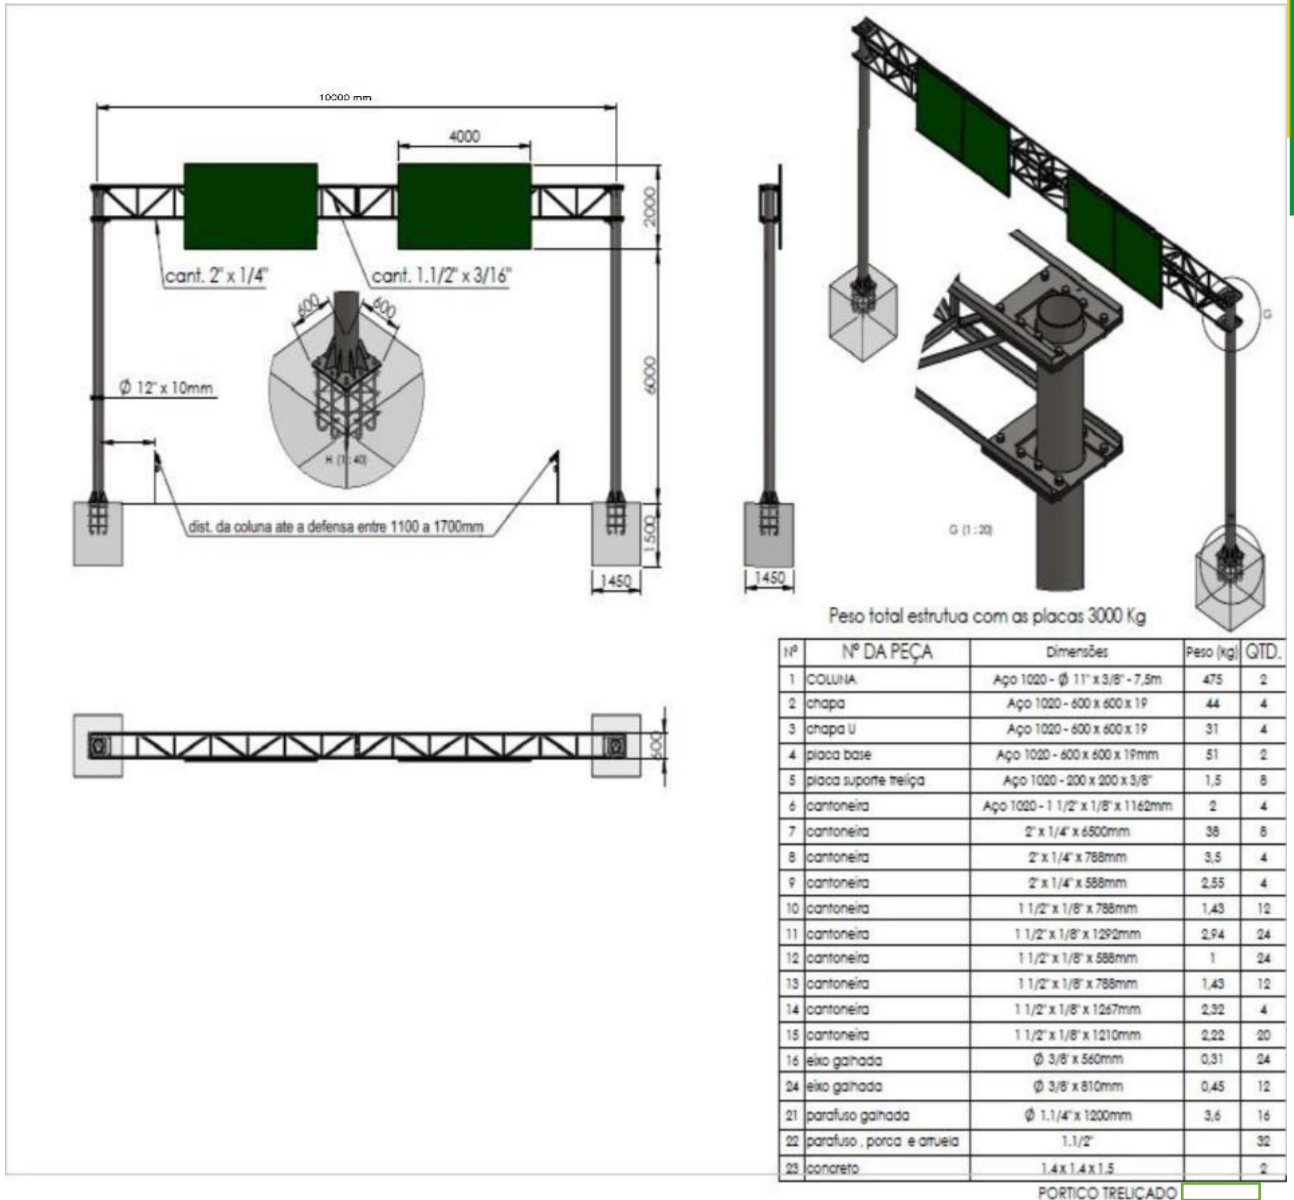 10000 mm
4000
2000
cant. 2" x 1/4"
cant. 1.1/2" x 3/16"
600
600
6000
Ø 12" x 10mm
H (1 : 40)
dist. da coluna ate a defensa entre 1100 a 1700mm
1500
1450
1450
G
G (1 : 20)
600
Peso total estrutua com as placas 3000 Kg
Nº Nº DA PEÇA Dimensões Peso (kg) QTD.
1 COLUNA Aço 1020 - Ø 11" x 3/8" - 7,5m 475 2
2 chapa Aço 1020 - 600 x 600 x 19 44 4
3 chapa U Aço 1020 - 600 x 600 x 19 31 4
4 placa base Aço 1020 - 600 x 600 x 19mm 51 2
5 placa suporte treliça Aço 1020 - 200 x 200 x 3/8" 1,5 8
6 cantoneira Aço 1020 - 1 1/2" x 1/8" x 1162mm 2 4
7 cantoneira 2" x 1/4" x 6500mm 38 8
8 cantoneira 2" x 1/4" x 788mm 3,5 4
9 cantoneira 2" x 1/4" x 588mm 2,55 4
10 cantoneira 1 1/2" x 1/8" x 788mm 1,43 12
11 cantoneira 1 1/2" x 1/8" x 1292mm 2,94 24
12 cantoneira 1 1/2" x 1/8" x 588mm 1 24
13 cantoneira 1 1/2" x 1/8" x 788mm 1,43 12
14 cantoneira 1 1/2" x 1/8" x 1267mm 2,32 4
15 cantoneira 1 1/2" x 1/8" x 1210mm 2,22 20
16 eixo gaihada Ø 3/8" x 560mm 0,31 24
24 eixo gaihada Ø 3/8" x 810mm 0,45 12
21 parafuso gaihada Ø 1.1/4" x 1200mm 3,6 16
22 parafuso , porca e arruela 1.1/2" 32
23 concreto 1.4 x 1.4 x 1.5 2
PORTICO TRELIÇADO